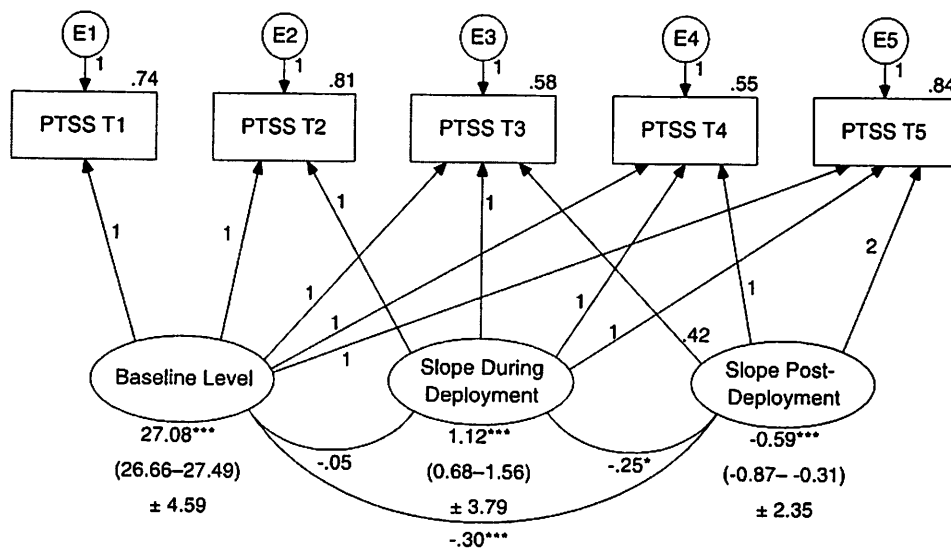 E1 E2 E3 E4 E5
1 1 1 1 1
.74 .81 .58 .55 .84
PTSS T1 PTSS T2 PTSS T3 PTSS T4 PTSS T5
1 1 1 1 1 2
1 1 1
1 1 .42
1
Baseline Level
Slope During
Deployment
Slope Post-
Deployment
27.08*** 1.12*** -0.59***
-.05 -.25*
(26.66–27.49) (0.68–1.56) (-0.87– -0.31)
± 4.59 ± 3.79 ± 2.35
-.30***